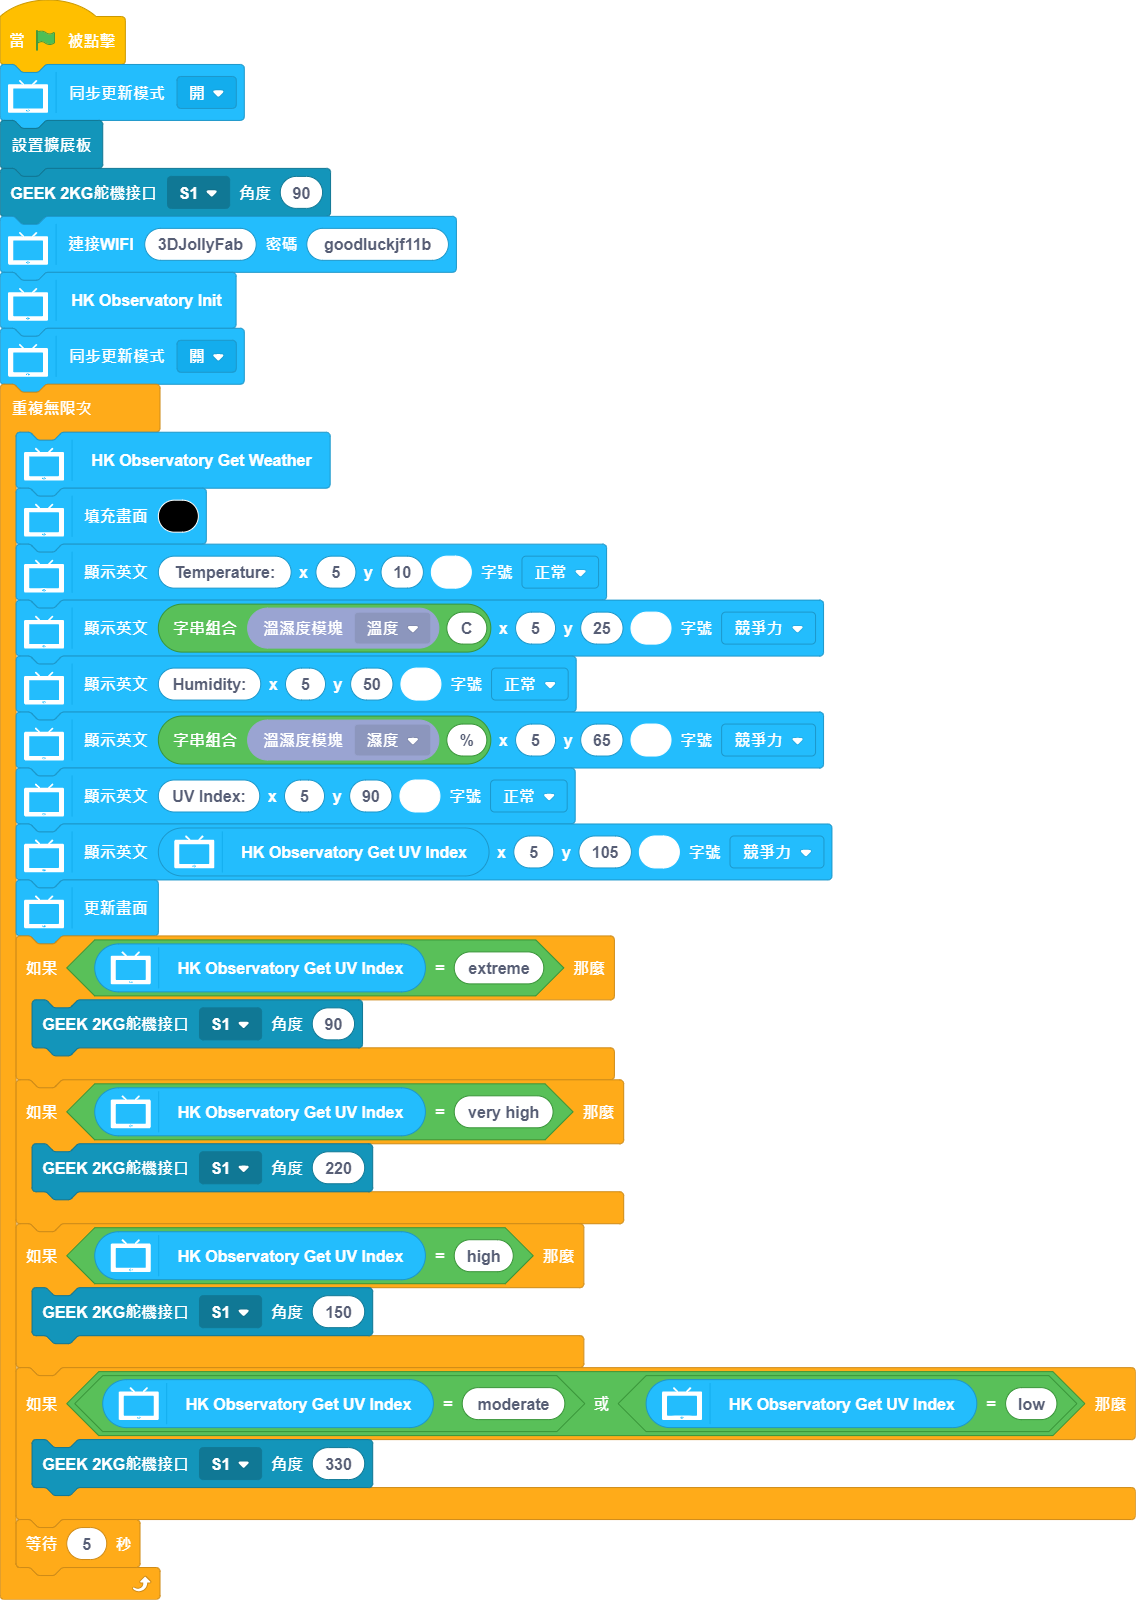 當 被點擊
同步更新模式 開
設置擴展板
GEEK 2KG舵機接口 S1 角度 90
連接WIFI 3DJollyFab 密碼 goodluckjf11b
HK Observatory Init
同步更新模式 關
重複無限次
HK Observatory Get Weather
填充畫面
顯示英文 Temperature: x 5 y 10 字號 正常
顯示英文 字串組合 溫濕度模塊 溫度 C x 5 y 25 字號 競爭力
顯示英文 Humidity: x 5 y 50 字號 正常
顯示英文 字串組合 溫濕度模塊 濕度 % x 5 y 65 字號 競爭力
顯示英文 UV Index: x 5 y 90 字號 正常
顯示英文 HK Observatory Get UV Index x 5 y 105 字號 競爭力
更新畫面
如果 HK Observatory Get UV Index = extreme 那麼
GEEK 2KG舵機接口 S1 角度 90
如果 HK Observatory Get UV Index = very high 那麼
GEEK 2KG舵機接口 S1 角度 220
如果 HK Observatory Get UV Index = high 那麼
GEEK 2KG舵機接口 S1 角度 150
如果 HK Observatory Get UV Index = moderate 或 HK Observatory Get UV Index = low 那麼
GEEK 2KG舵機接口 S1 角度 330
等待 5 秒